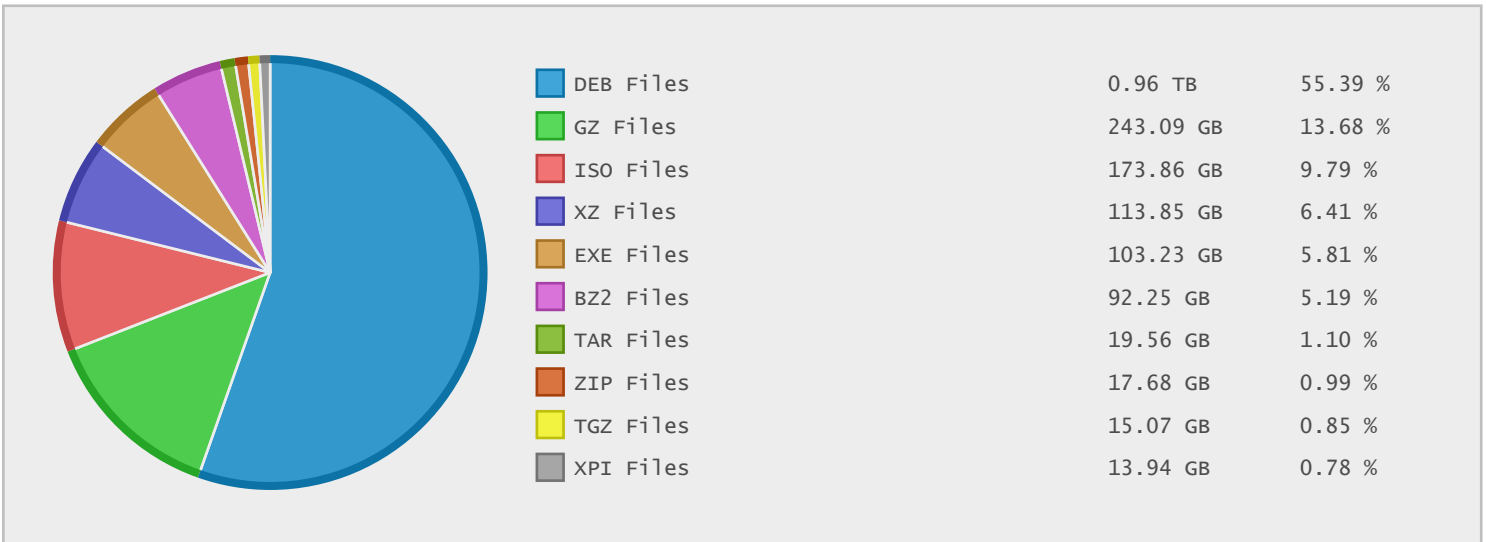 DEB Files 0.96 TB 55.39 %
GZ Files 243.09 GB 13.68 %
ISO Files 173.86 GB 9.79 %
XZ Files 113.85 GB 6.41 %
EXE Files 103.23 GB 5.81 %
BZ2 Files 92.25 GB 5.19 %
TAR Files 19.56 GB 1.10 %
ZIP Files 17.68 GB 0.99 %
TGZ Files 15.07 GB 0.85 %
XPI Files 13.94 GB 0.78 %